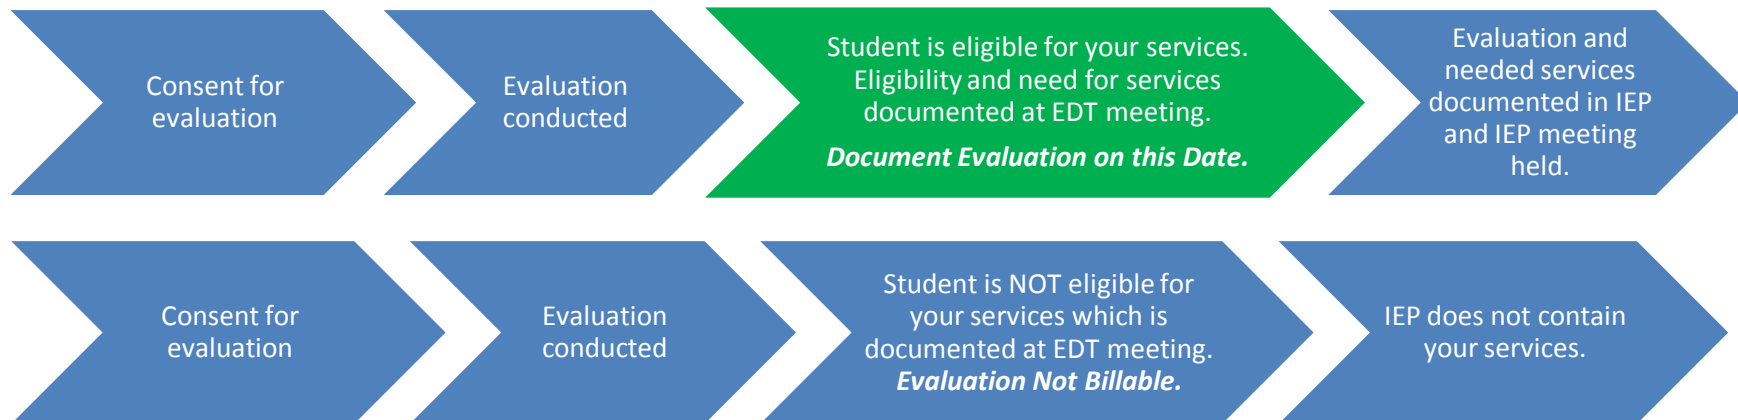 Consent for
evaluation
Evaluation
conducted
Student is eligible for your services.
Eligibility and need for services
documented at EDT meeting.
Document Evaluation on this Date.
Evaluation and
needed services
documented in IEP
and IEP meeting
held.
Consent for
evaluation
Evaluation
conducted
Student is NOT eligible for
your services which is
documented at EDT meeting.
Evaluation Not Billable.
IEP does not contain
your services.